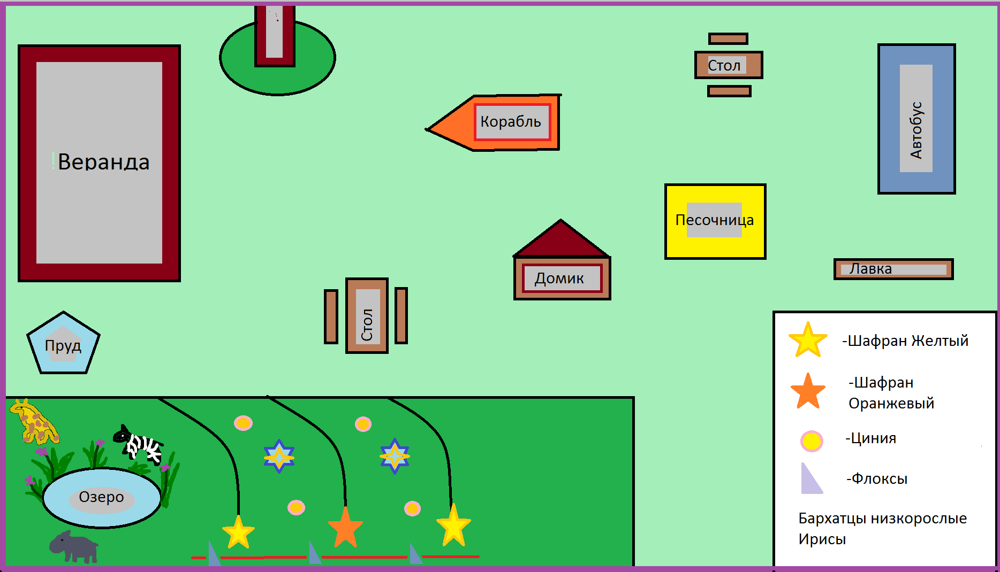 Стол
Корабль
Автобус
!Веранда
Песочница
Лавка
Домик
Стол
Пруд
Озеро
-Шафран Желтый
-Шафран
Оранжевый
-Циния
-Флоксы
Бархатцы низкорослые
Ирисы